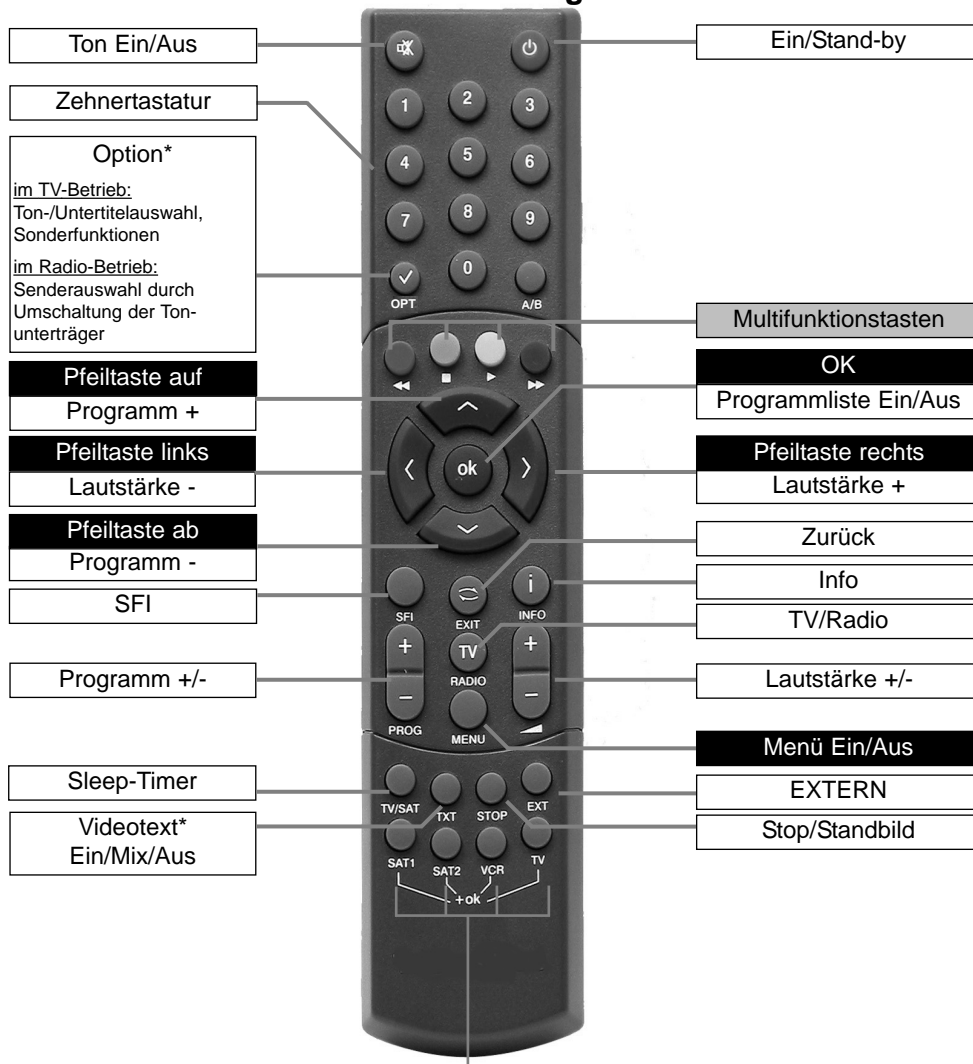 g
Ton Ein/Aus
Zehnertastatur
Option*
im TV-Betrieb:
Ton-/Untertitelauswahl,
Sonderfunktionen
im Radio-Betrieb:
Senderauswahl durch
Umschaltung der Ton-
unterträger
Pfeiltaste auf
Programm +
Pfeiltaste links
Lautstärke -
Pfeiltaste ab
Programm -
SFI
Programm +/-
Sleep-Timer
Videotext*
Ein/Mix/Aus
1 2 3
4 5 6
7 8 9
0
OPT. A/B
ok
SFI EXIT i INFO
+ TV +
RADIO
- -
PROG MENU
TV/SAT TXT STOP EXT
SAT1 SAT2 VCR TV
+ok
Ein/Stand-by
Multifunktionstasten
OK
Programmliste Ein/Aus
Pfeiltaste rechts
Lautstärke +
Zurück
Info
TV/Radio
Lautstärke +/-
Menü Ein/Aus
EXTERN
Stop/Standbild